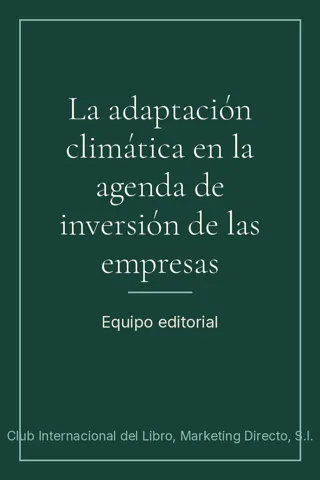 La adaptación
climática en la
agenda de
inversión de las
empresas
Equipo editorial
Club Internacional del Libro, Marketing Directo, S.l.